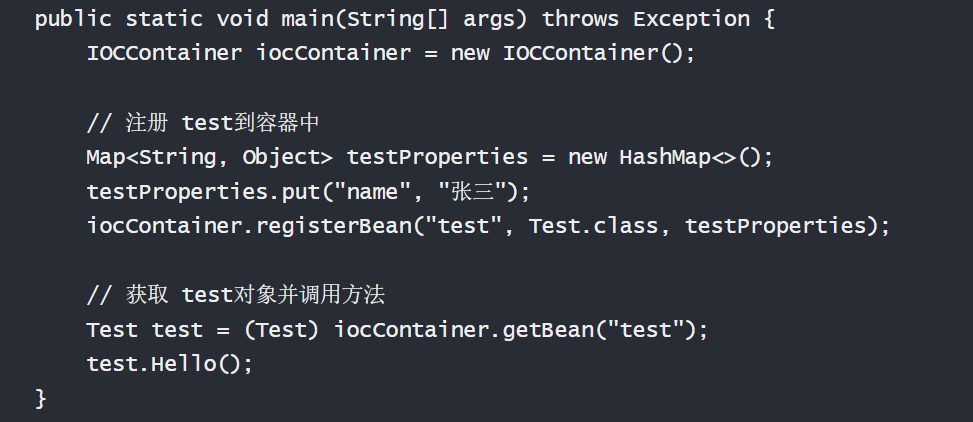 public static void main(String[] args) throws Exception {
    IOCContainer iocContainer = new IOCContainer();
    // 注册 test到容器中
    Map<String, Object> testProperties = new HashMap<>();
    testProperties.put("name", "张三");
    iocContainer.registerBean("test", Test.class, testProperties);
    // 获取 test对象并调用方法
    Test test = (Test) iocContainer.getBean("test");
    test.Hello();
}